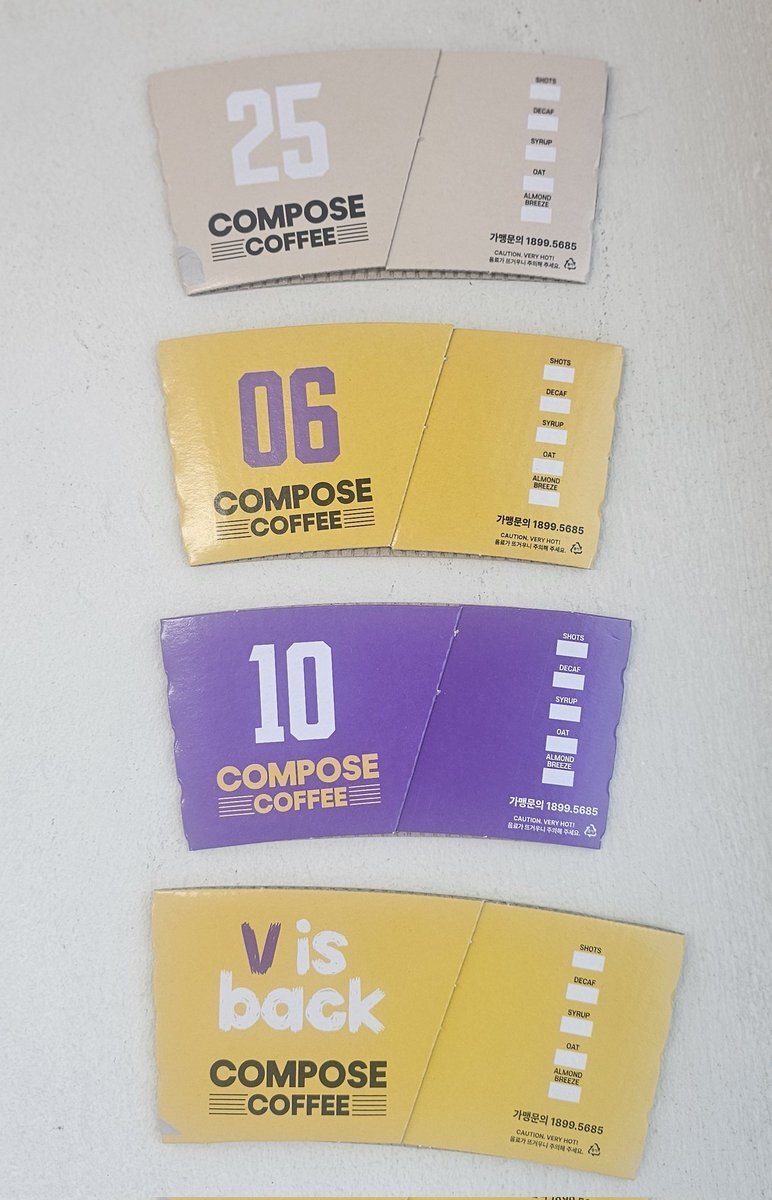 25
COMPOSE
COFFEE
SHOTS
DECAF
SYRUP
OAT
ALMOND
BREEZE
가맹문의 1899.5685
CAUTION, VERY HOT!
음료가 뜨거우니 주의해 주세요.
06
COMPOSE
COFFEE
SHOTS
DECAF
SYRUP
OAT
ALMOND
BREEZE
가맹문의 1899.5685
CAUTION, VERY HOT!
음료가 뜨거우니 주의해 주세요.
10
COMPOSE
COFFEE
SHOTS
DECAF
SYRUP
OAT
ALMOND
BREEZE
가맹문의 1899.5685
CAUTION, VERY HOT!
음료가 뜨거우니 주의해 주세요.
V is
back
COMPOSE
COFFEE
SHOTS
DECAF
SYRUP
OAT
ALMOND
BREEZE
가맹문의 1899.5685
CAUTION, VERY HOT!
음료가 뜨거우니 주의해 주세요.